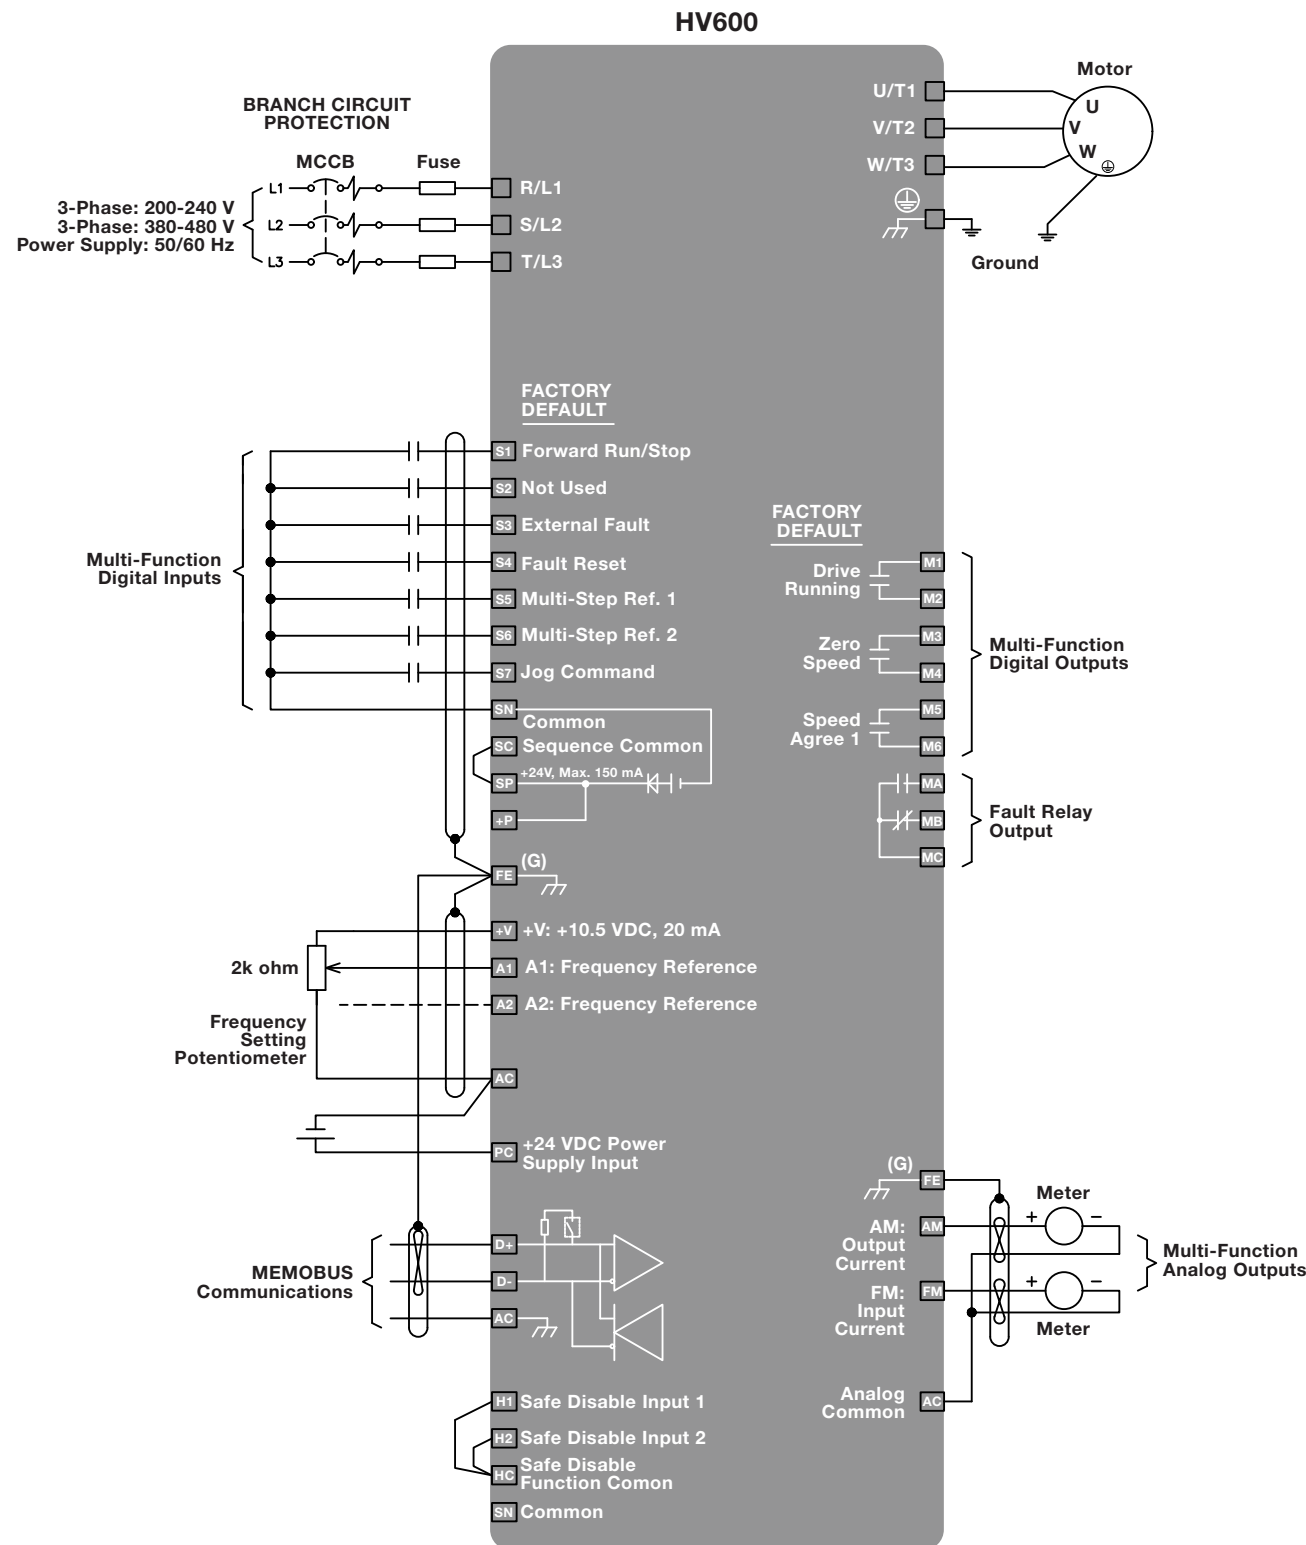 HV600
BRANCH CIRCUIT
PROTECTION
MCCB
Fuse
L1
L2
L3
3-Phase: 200-240 V
3-Phase: 380-480 V
Power Supply: 50/60 Hz
R/L1
S/L2
T/L3
U/T1
V/T2
W/T3
Motor
U
V
W
Ground
FACTORY
DEFAULT
Multi-Function
Digital Inputs
S1 Forward Run/Stop
S2 Not Used
S3 External Fault
S4 Fault Reset
S5 Multi-Step Ref. 1
S6 Multi-Step Ref. 2
S7 Jog Command
SN
Common
SC Sequence Common
SP +24V, Max. 150 mA
+P
FE (G)
FACTORY
DEFAULT
Drive
Running
M1
M2
Zero
Speed
M3
M4
Speed
Agree 1
M5
M6
Multi-Function
Digital Outputs
MA
MB
MC
Fault Relay
Output
+V +V: +10.5 VDC, 20 mA
2k ohm
A1 A1: Frequency Reference
A2 A2: Frequency Reference
Frequency
Setting
Potentiometer
AC
PC +24 VDC Power
Supply Input
MEMOBUS
Communications
D+
D-
AC
(G) FE
AM:
Output
Current
AM
FM:
Input
Current
FM
Meter
+ −
+ −
Meter
Multi-Function
Analog Outputs
Analog
Common
AC
H1 Safe Disable Input 1
H2 Safe Disable Input 2
HC Safe Disable
Function Comon
SN Common